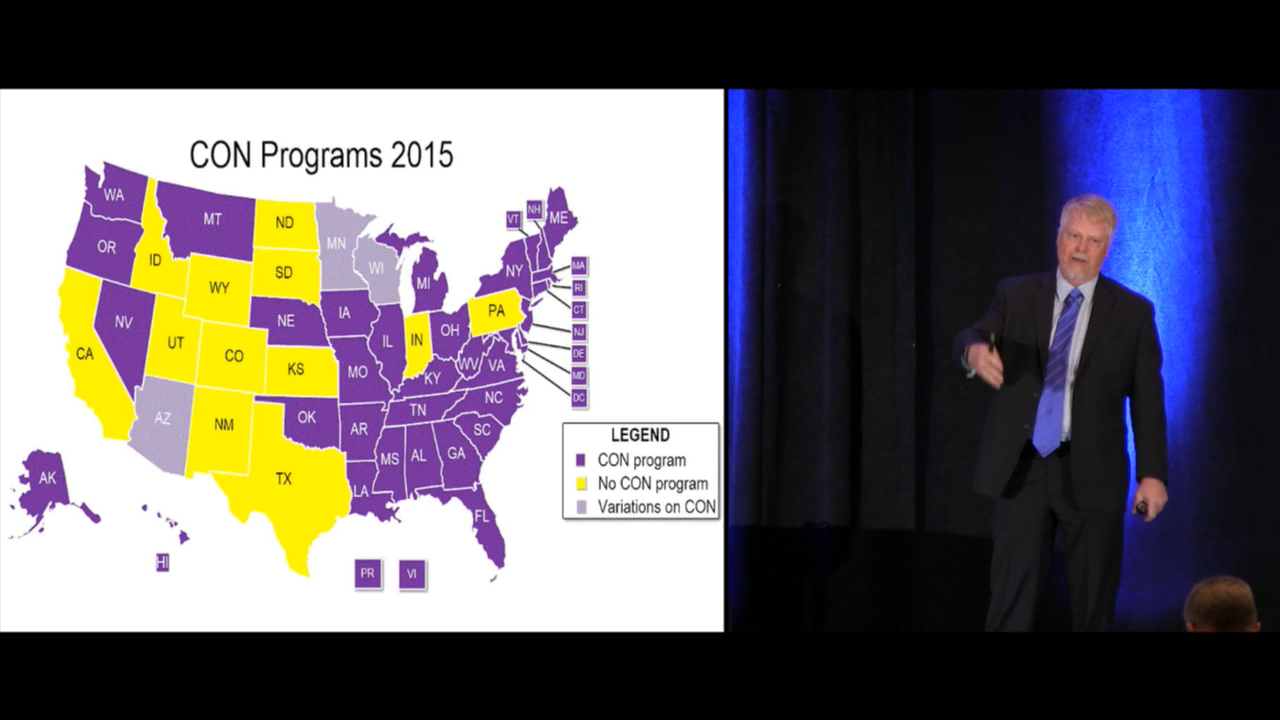 CON Programs 2015
WA
MT
ND
MN
VT
NH
ME
OR
ID
SD
WI
MI
NY
MA
WY
RI
NV
NE
IA
PA
CT
CA
UT
CO
IL
IN
OH
NJ
KS
MO
WV
VA
DE
KY
MD
AZ
NM
OK
TN
NC
DC
AR
SC
MS
AL
GA
TX
LA
FL
AK
HI
PR
VI
LEGEND
CON program
No CON program
Variations on CON